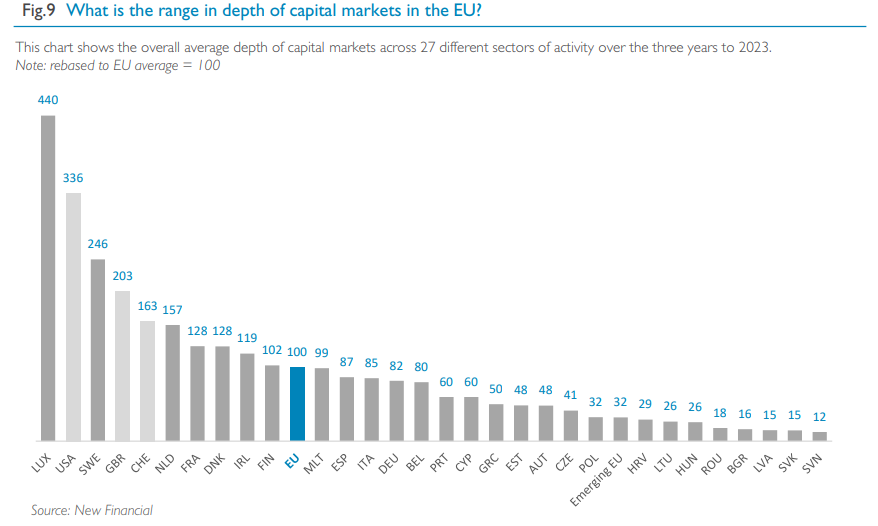 Fig.9 What is the range in depth of capital markets in the EU?
This chart shows the overall average depth of capital markets across 27 different sectors of activity over the three years to 2023.
Note: rebased to EU average = 100
440
336
246
203
163
157
128
128
119
102
100
99
87
85
82
80
60
60
50
48
48
41
32
32
29
26
26
18
16
15
15
12
LUX
USA
SWE
GBR
CHE
NLD
FRA
DNK
IRL
FIN
EU
MLT
ESP
ITA
DEU
BEL
PRT
CYP
GRC
EST
AUT
CZE
POL
Emerging EU
HRV
LTU
HUN
ROU
BGR
LVA
SVK
SVN
Source: New Financial